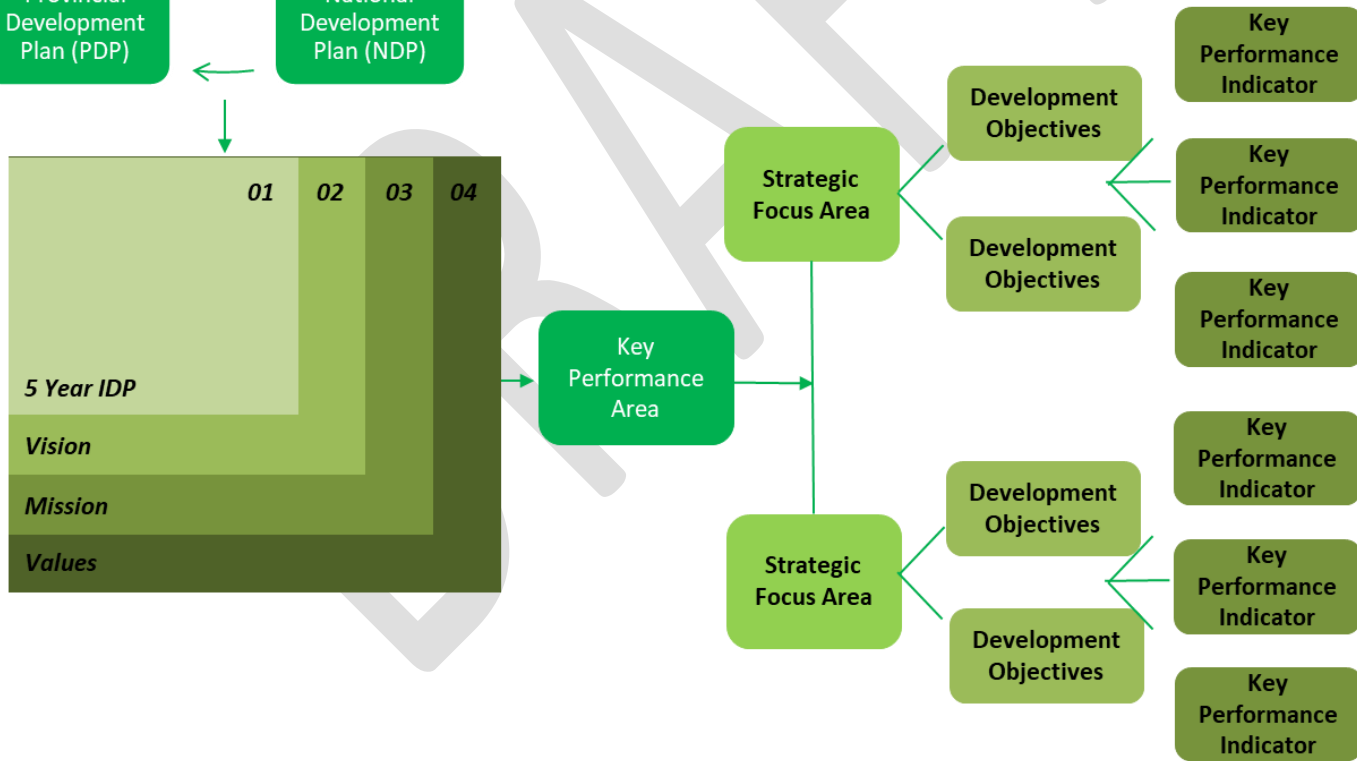 Provincial
Development
Plan (PDP)
National
Development
Plan (NDP)
01
02
03
04
5 Year IDP
Vision
Mission
Values
Key
Performance
Area
Strategic
Focus Area
Strategic
Focus Area
Development
Objectives
Development
Objectives
Development
Objectives
Development
Objectives
Key
Performance
Indicator
Key
Performance
Indicator
Key
Performance
Indicator
Key
Performance
Indicator
Key
Performance
Indicator
Key
Performance
Indicator